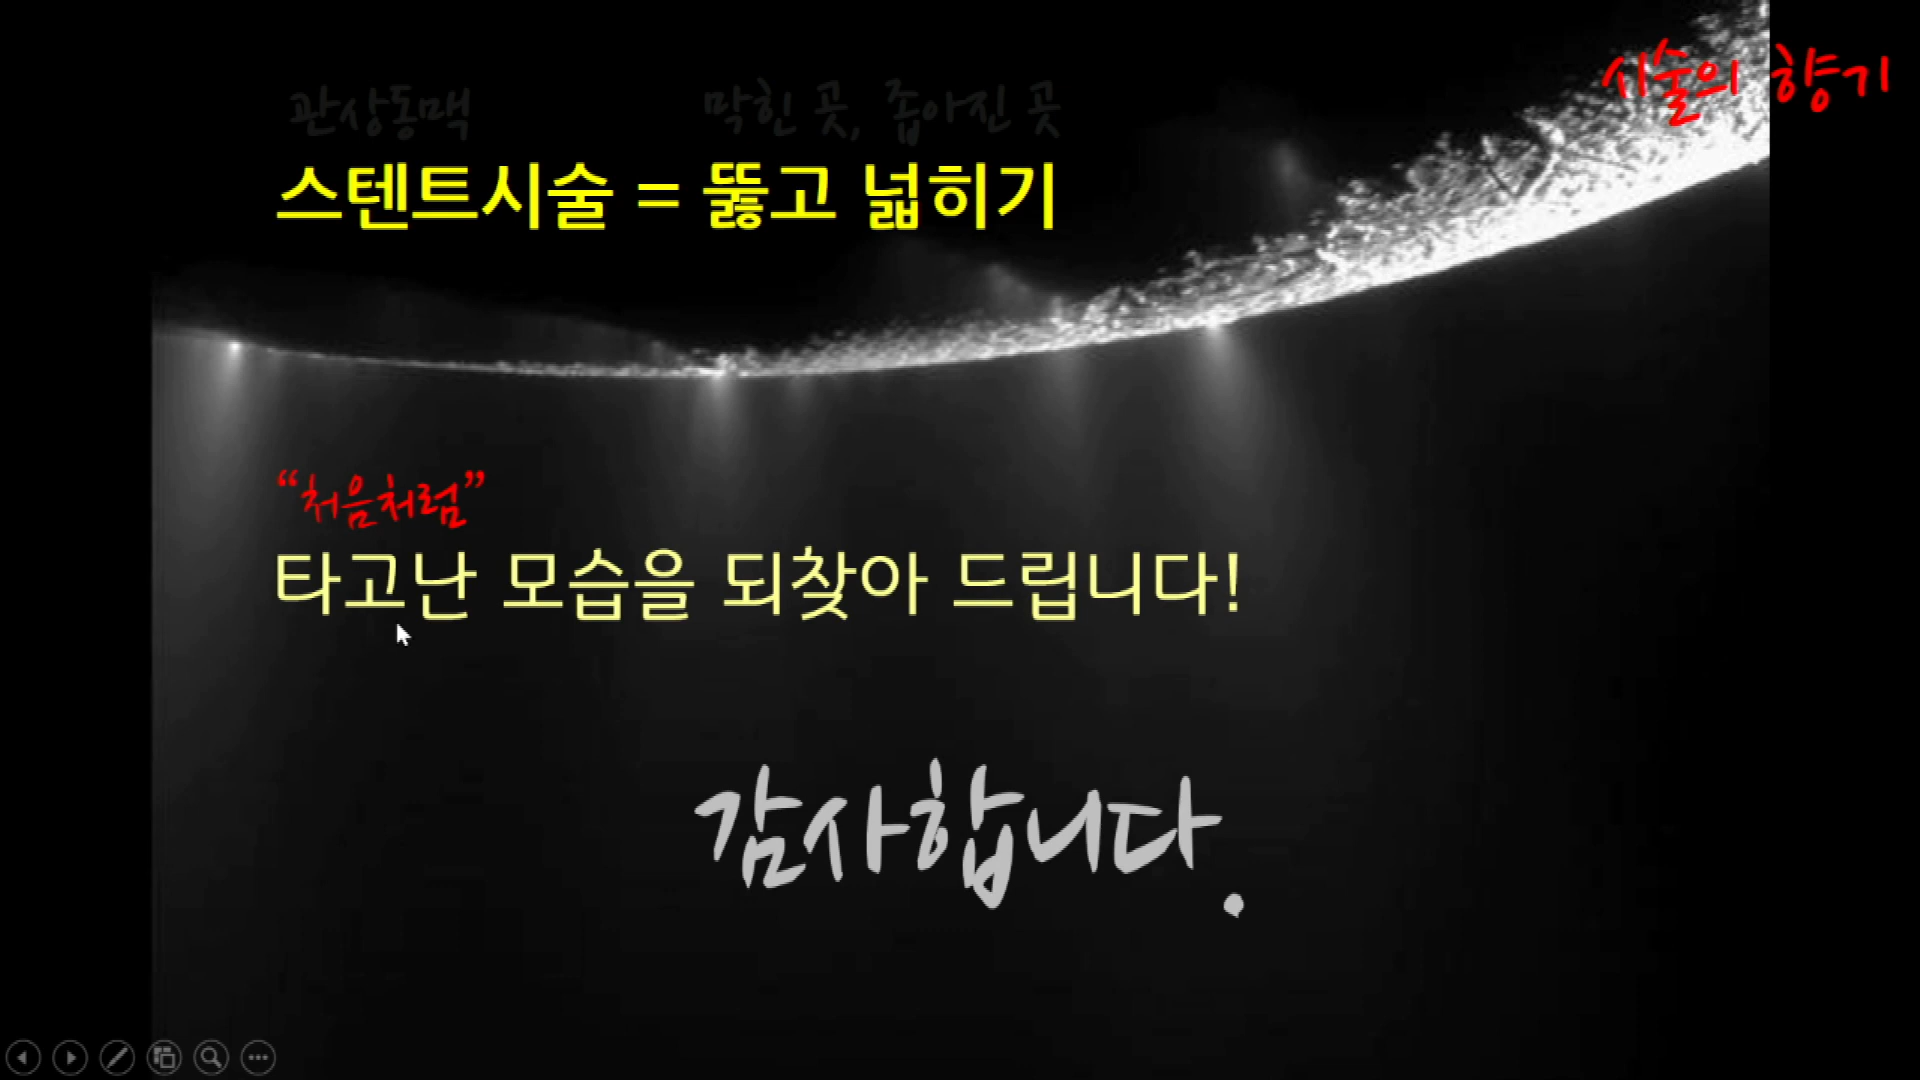 시술의 향기
관상동맥 막힌 곳, 좁아진 곳
스텐트시술 = 뚫고 넓히기
“처음처럼”
타고난 모습을 되찾아 드립니다!
감사합니다.